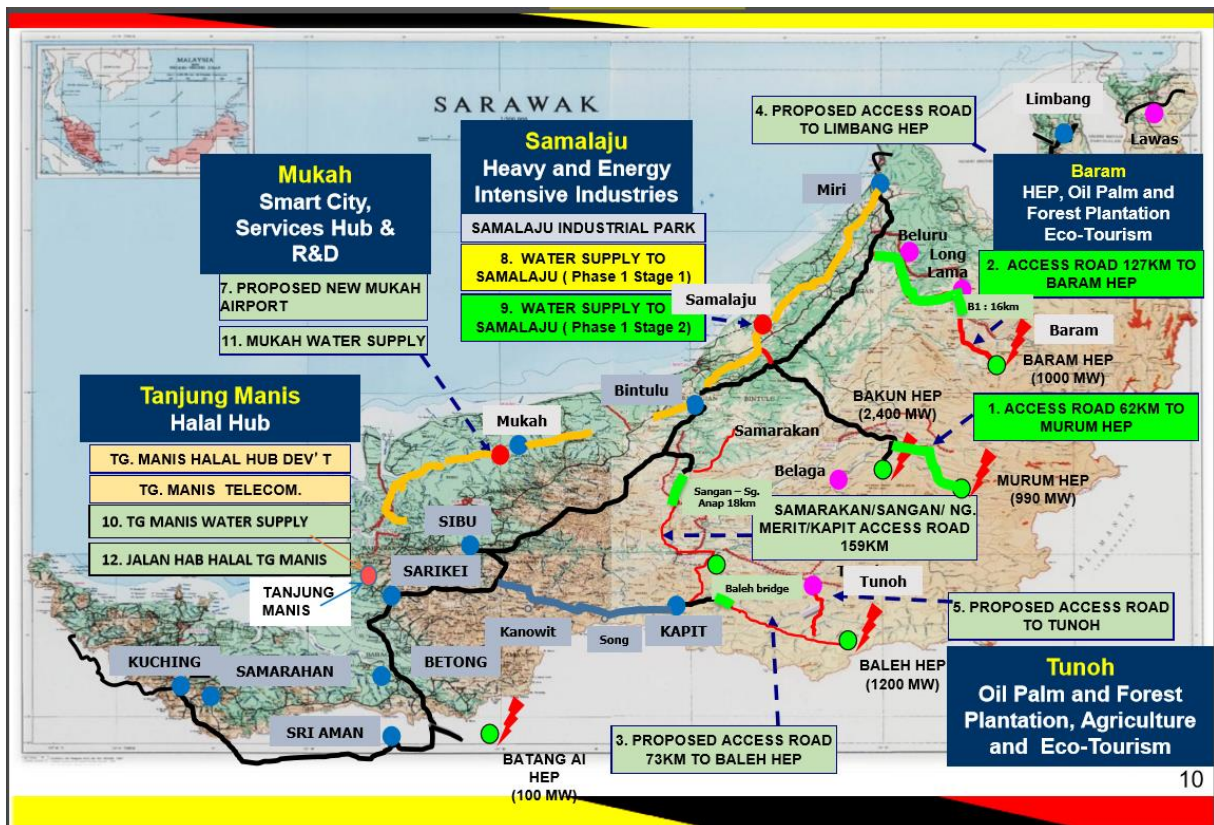 MALAYSIA
SARAWAK
4. PROPOSED ACCESS ROAD
TO LIMBANG HEP
Limbang
Lawas
Mukah
Smart City,
Services Hub &
R&D
7. PROPOSED NEW MUKAH
AIRPORT
11. MUKAH WATER SUPPLY
Samalaju
Heavy and Energy
Intensive Industries
SAMALAJU INDUSTRIAL PARK
8. WATER SUPPLY TO
SAMALAJU ( Phase 1 Stage 1)
9. WATER SUPPLY TO
SAMALAJU ( Phase 1 Stage 2)
Miri
Baram
HEP, Oil Palm and
Forest Plantation
Eco-Tourism
2. ACCESS ROAD 127KM TO
BARAM HEP
Beluru
Long
Lama
B1 : 16km
Samalaju
Baram
BARAM HEP
(1000 MW)
Tanjung Manis
Halal Hub
TG. MANIS HALAL HUB DEV' T
TG. MANIS TELECOM.
10. TG MANIS WATER SUPPLY
12. JALAN HAB HALAL TG MANIS
TANJUNG
MANIS
Bintulu
BINTULU
Mukah
Samarakan
BAKUN HEP
(2,400 MW)
1. ACCESS ROAD 62KM TO
MURUM HEP
Belaga
MURUM HEP
(990 MW)
Sangan – Sg.
Anap 18km
SAMARAKAN/SANGAN/ NG.
MERIT/KAPIT ACCESS ROAD
159KM
KALIMANTAN
SIBU
SARIKEI
Baleh bridge
Tunoh
5. PROPOSED ACCESS ROAD
TO TUNOH
Kanowit
Song
KAPIT
BALEH HEP
(1200 MW)
KUCHING
SAMARAHAN
BETONG
SRI AMAN
BATANG AI
HEP
(100 MW)
3. PROPOSED ACCESS ROAD
73KM TO BALEH HEP
Tunoh
Oil Palm and Forest
Plantation, Agriculture
and Eco-Tourism
10